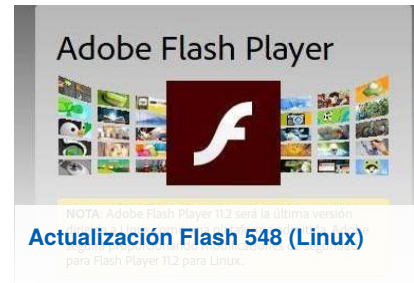 Adobe Flash Player
NOTA: Adobe Flash Player 11.2 será la última versión
Actualización Flash 548 (Linux)
para Flash Player 11.2 para Linux.